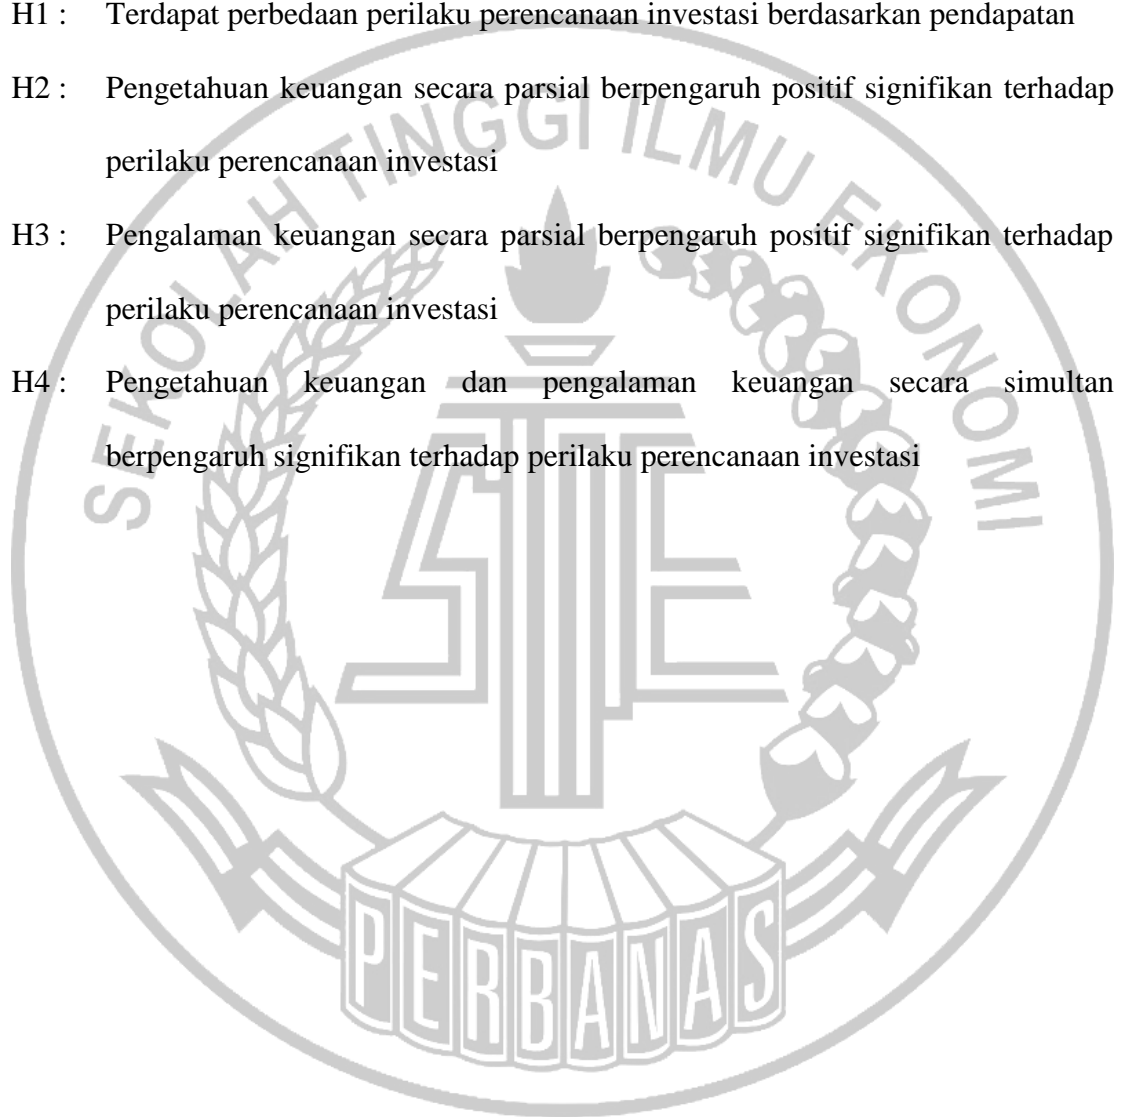 H1 : Terdapat perbedaan perilaku perencanaan investasi berdasarkan pendapatan
H2 : Pengetahuan keuangan secara parsial berpengaruh positif signifikan terhadap
perilaku perencanaan investasi
H3 : Pengalaman keuangan secara parsial berpengaruh positif signifikan terhadap
perilaku perencanaan investasi
H4 : Pengetahuan keuangan dan pengalaman keuangan secara simultan
berpengaruh signifikan terhadap perilaku perencanaan investasi
SEKOLAH TINGGI ILMU EKONOMI
STIE
PERBANAS